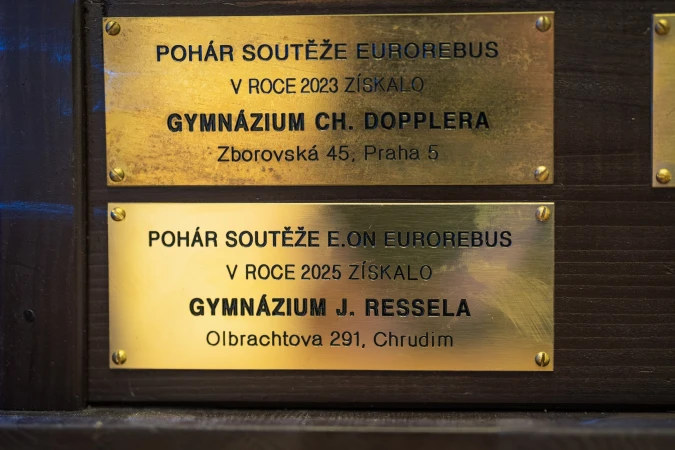 POHÁR SOUTĚŽE EUROREBUS
V ROCE 2023 ZÍSKALO
GYMNÁZIUM CH. DOPPLERA
Zborovská 45, Praha 5
POHÁR SOUTĚŽE E.ON EUROREBUS
V ROCE 2025 ZÍSKALO
GYMNÁZIUM J. RESSELA
Olbrachtova 291, Chrudim